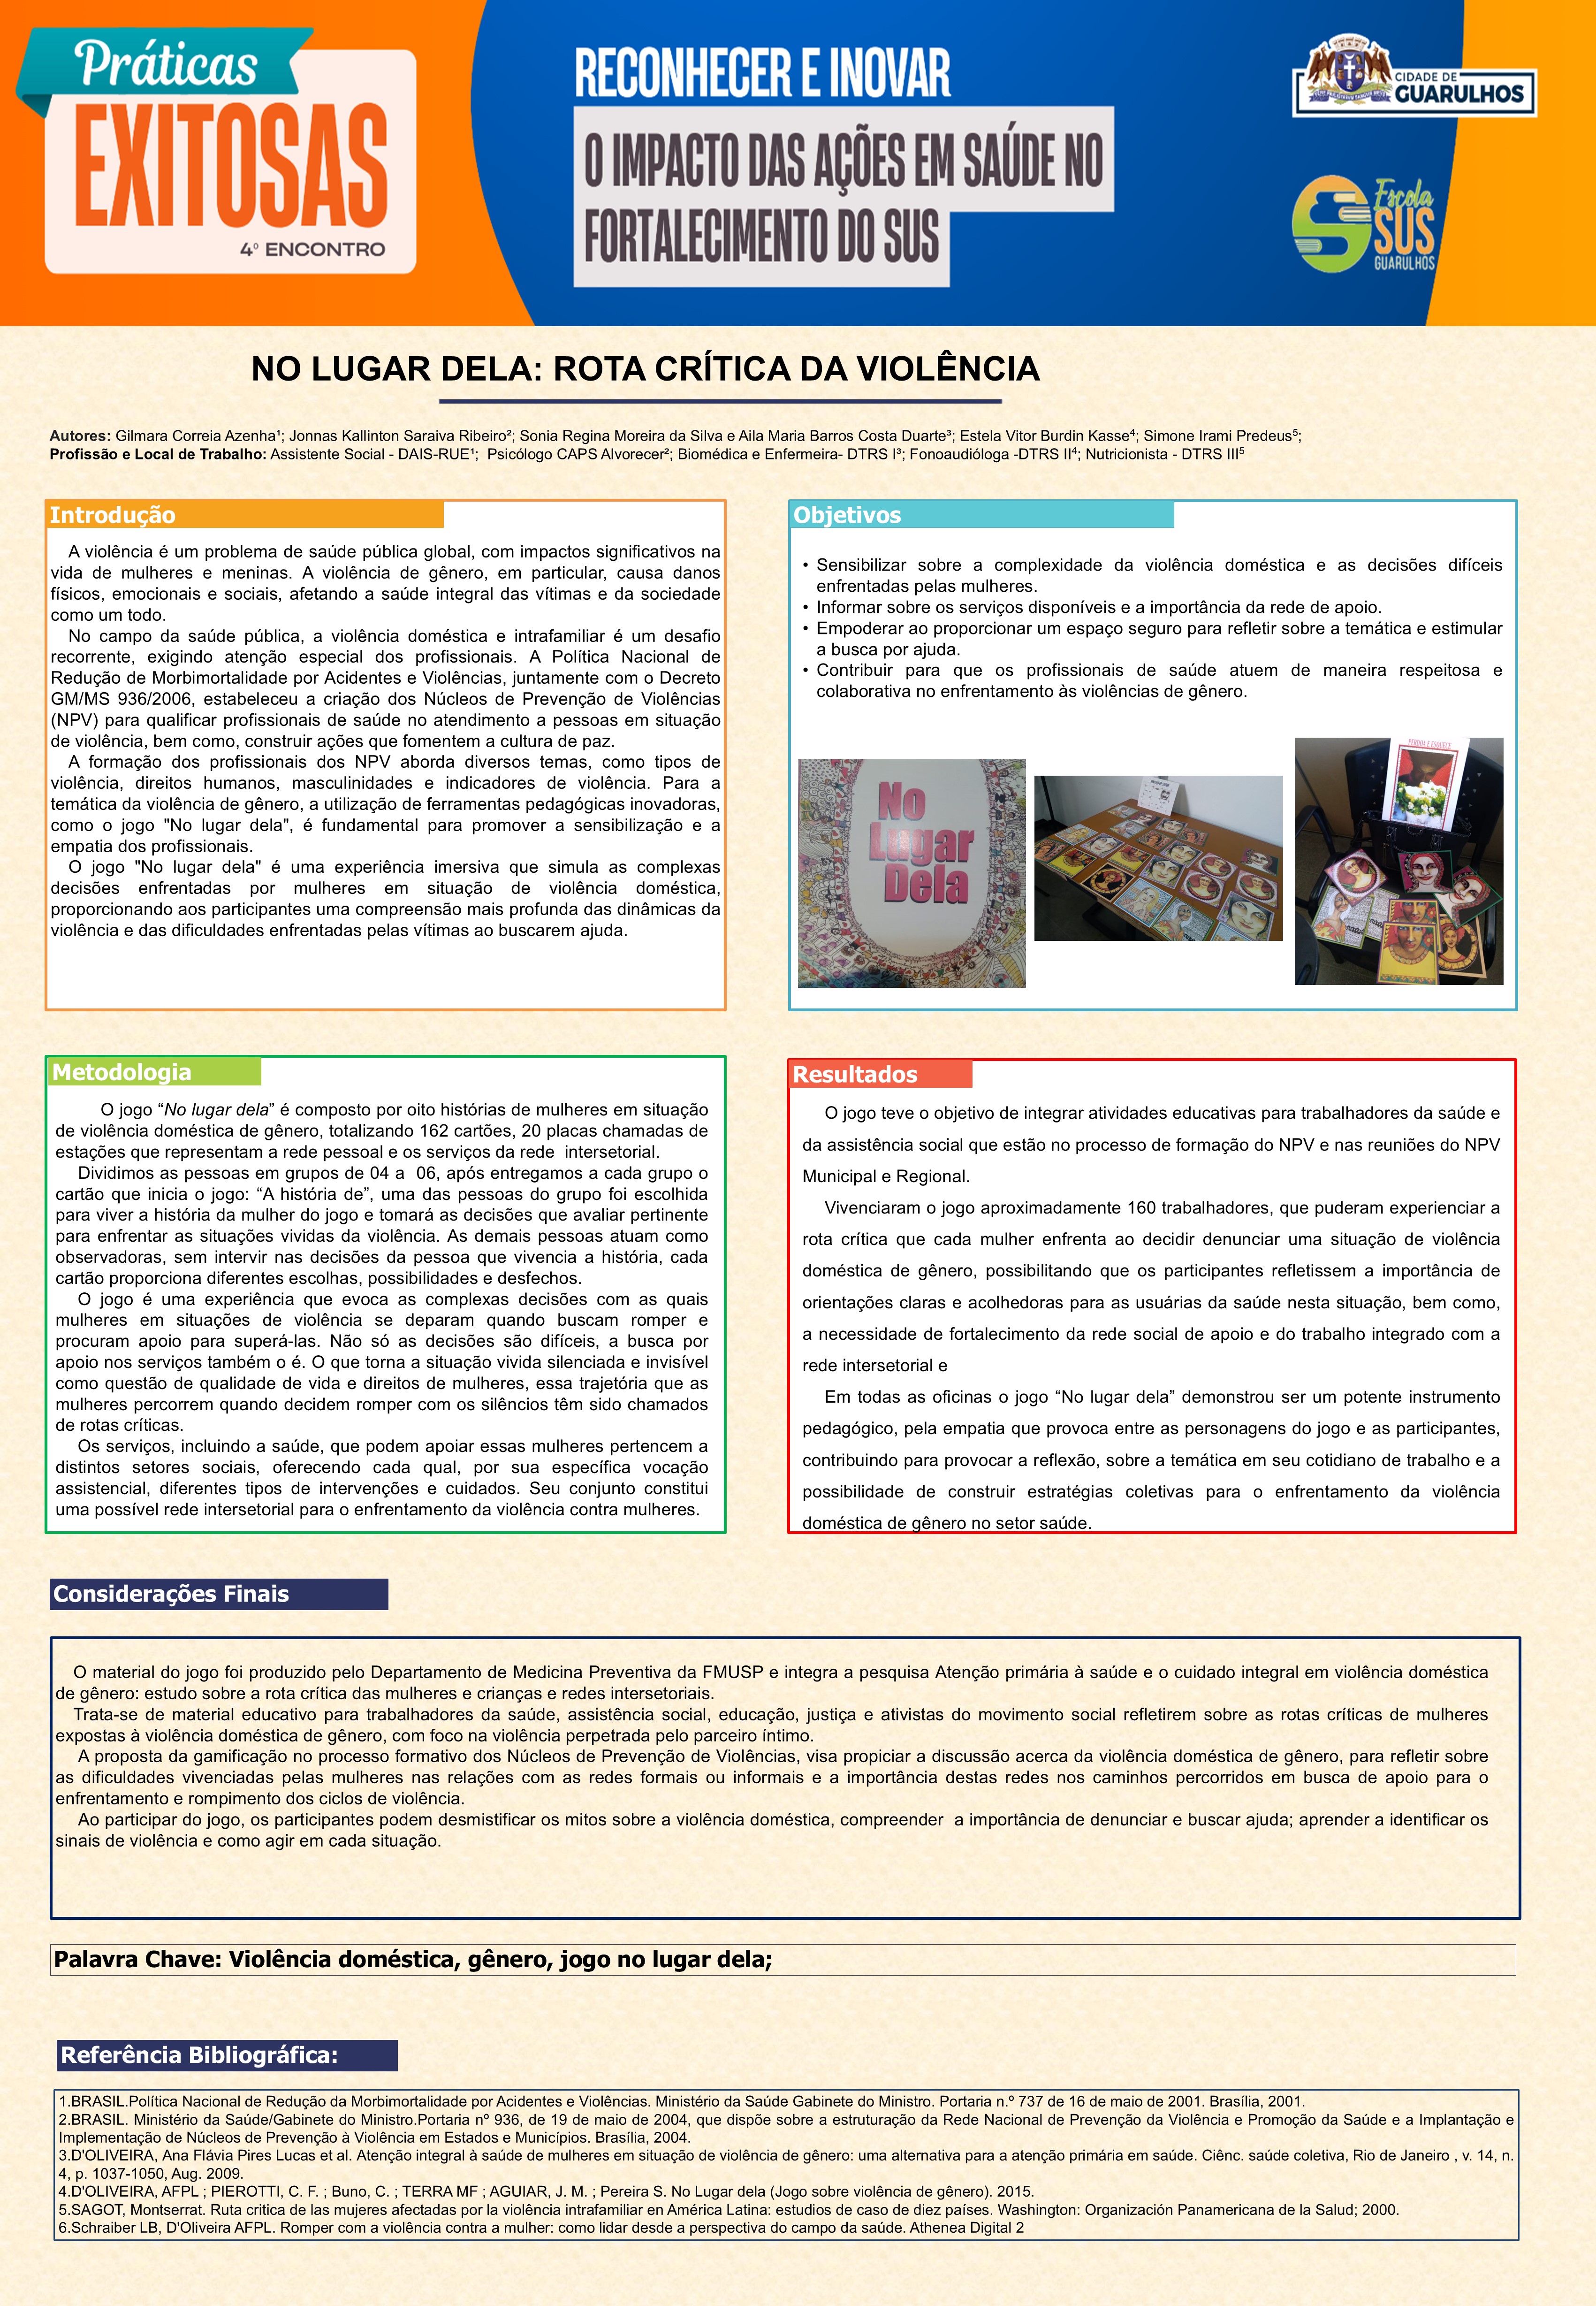 Práticas
EXITOSAS
4º ENCONTRO
RECONHECER E INOVAR
O IMPACTO DAS AÇÕES EM SAÚDE NO
FORTALECIMENTO DO SUS
CIDADE DE
GUARULHOS
Escola
SUS
GUARULHOS
NO LUGAR DELA: ROTA CRÍTICA DA VIOLÊNCIA
Autores: Gilmara Correia Azenha¹; Jonnas Kallinton Saraiva Ribeiro²; Sonia Regina Moreira da Silva e Aila Maria Barros Costa Duarte³; Estela Vitor Burdin Kasse⁴; Simone Irami Predeus⁵;
Profissão e Local de Trabalho: Assistente Social - DAIS-RUE¹; Psicólogo CAPS Alvorecer²; Biomédica e Enfermeira- DTRS I³; Fonoaudióloga -DTRS II⁴; Nutricionista - DTRS III⁵
Introdução
A violência é um problema de saúde pública global, com impactos significativos na
vida de mulheres e meninas. A violência de gênero, em particular, causa danos
físicos, emocionais e sociais, afetando a saúde integral das vítimas e da sociedade
como um todo.
No campo da saúde pública, a violência doméstica e intrafamiliar é um desafio
recorrente, exigindo atenção especial dos profissionais. A Política Nacional de
Redução de Morbimortalidade por Acidentes e Violências, juntamente com o Decreto
GM/MS 936/2006, estabeleceu a criação dos Núcleos de Prevenção de Violências
(NPV) para qualificar profissionais de saúde no atendimento a pessoas em situação
de violência, bem como, construir ações que fomentem a cultura de paz.
A formação dos profissionais dos NPV aborda diversos temas, como tipos de
violência, direitos humanos, masculinidades e indicadores de violência. Para a
temática da violência de gênero, a utilização de ferramentas pedagógicas inovadoras,
como o jogo "No lugar dela", é fundamental para promover a sensibilização e a
empatia dos profissionais.
O jogo "No lugar dela" é uma experiência imersiva que simula as complexas
decisões enfrentadas por mulheres em situação de violência doméstica,
proporcionando aos participantes uma compreensão mais profunda das dinâmicas da
violência e das dificuldades enfrentadas pelas vítimas ao buscarem ajuda.
Objetivos
• Sensibilizar sobre a complexidade da violência doméstica e as decisões difíceis
enfrentadas pelas mulheres.
• Informar sobre os serviços disponíveis e a importância da rede de apoio.
• Empoderar ao proporcionar um espaço seguro para refletir sobre a temática e estimular
a busca por ajuda.
• Contribuir para que os profissionais de saúde atuem de maneira respeitosa e
colaborativa no enfrentamento às violências de gênero.
No
Lugar
Dela
PERDOA E ESQUECE
Metodologia
O jogo “No lugar dela” é composto por oito histórias de mulheres em situação
de violência doméstica de gênero, totalizando 162 cartões, 20 placas chamadas de
estações que representam a rede pessoal e os serviços da rede intersetorial.
Dividimos as pessoas em grupos de 04 a 06, após entregamos a cada grupo o
cartão que inicia o jogo: “A história de”, uma das pessoas do grupo foi escolhida
para viver a história da mulher do jogo e tomará as decisões que avaliar pertinente
para enfrentar as situações vividas da violência. As demais pessoas atuam como
observadoras, sem intervir nas decisões da pessoa que vivencia a história, cada
cartão proporciona diferentes escolhas, possibilidades e desfechos.
O jogo é uma experiência que evoca as complexas decisões com as quais
mulheres em situações de violência se deparam quando buscam romper e
procuram apoio para superá-las. Não só as decisões são difíceis, a busca por
apoio nos serviços também o é. O que torna a situação vivida silenciada e invisível
como questão de qualidade de vida e direitos de mulheres, essa trajetória que as
mulheres percorrem quando decidem romper com os silêncios têm sido chamados
de rotas críticas.
Os serviços, incluindo a saúde, que podem apoiar essas mulheres pertencem a
distintos setores sociais, oferecendo cada qual, por sua específica vocação
assistencial, diferentes tipos de intervenções e cuidados. Seu conjunto constitui
uma possível rede intersetorial para o enfrentamento da violência contra mulheres.
Resultados
O jogo teve o objetivo de integrar atividades educativas para trabalhadores da saúde e
da assistência social que estão no processo de formação do NPV e nas reuniões do NPV
Municipal e Regional.
Vivenciaram o jogo aproximadamente 160 trabalhadores, que puderam experienciar a
rota crítica que cada mulher enfrenta ao decidir denunciar uma situação de violência
doméstica de gênero, possibilitando que os participantes refletissem a importância de
orientações claras e acolhedoras para as usuárias da saúde nesta situação, bem como,
a necessidade de fortalecimento da rede social de apoio e do trabalho integrado com a
rede intersetorial e
Em todas as oficinas o jogo “No lugar dela” demonstrou ser um potente instrumento
pedagógico, pela empatia que provoca entre as personagens do jogo e as participantes,
contribuindo para provocar a reflexão, sobre a temática em seu cotidiano de trabalho e a
possibilidade de construir estratégias coletivas para o enfrentamento da violência
doméstica de gênero no setor saúde.
Considerações Finais
O material do jogo foi produzido pelo Departamento de Medicina Preventiva da FMUSP e integra a pesquisa Atenção primária à saúde e o cuidado integral em violência doméstica
de gênero: estudo sobre a rota crítica das mulheres e crianças e redes intersetoriais.
Trata-se de material educativo para trabalhadores da saúde, assistência social, educação, justiça e ativistas do movimento social refletirem sobre as rotas críticas de mulheres
expostas à violência doméstica de gênero, com foco na violência perpetrada pelo parceiro íntimo.
A proposta da gamificação no processo formativo dos Núcleos de Prevenção de Violências, visa propiciar a discussão acerca da violência doméstica de gênero, para refletir sobre
as dificuldades vivenciadas pelas mulheres nas relações com as redes formais ou informais e a importância destas redes nos caminhos percorridos em busca de apoio para o
enfrentamento e rompimento dos ciclos de violência.
Ao participar do jogo, os participantes podem desmistificar os mitos sobre a violência doméstica, compreender a importância de denunciar e buscar ajuda; aprender a identificar os
sinais de violência e como agir em cada situação.
Palavra Chave: Violência doméstica, gênero, jogo no lugar dela;
Referência Bibliográfica:
1.BRASIL.Política Nacional de Redução da Morbimortalidade por Acidentes e Violências. Ministério da Saúde Gabinete do Ministro. Portaria n.º 737 de 16 de maio de 2001. Brasília, 2001.
2.BRASIL. Ministério da Saúde/Gabinete do Ministro.Portaria nº 936, de 19 de maio de 2004, que dispõe sobre a estruturação da Rede Nacional de Prevenção da Violência e Promoção da Saúde e a Implantação e
Implementação de Núcleos de Prevenção à Violência em Estados e Municípios. Brasília, 2004.
3.D'OLIVEIRA, Ana Flávia Pires Lucas et al. Atenção integral à saúde de mulheres em situação de violência de gênero: uma alternativa para a atenção primária em saúde. Ciênc. saúde coletiva, Rio de Janeiro , v. 14, n.
4, p. 1037-1050, Aug. 2009.
4.D'OLIVEIRA, AFPL ; PIEROTTI, C. F. ; Buno, C. ; TERRA MF ; AGUIAR, J. M. ; Pereira S. No Lugar dela (Jogo sobre violência de gênero). 2015.
5.SAGOT, Montserrat. Ruta critica de las mujeres afectadas por la violência intrafamiliar en América Latina: estudios de caso de diez países. Washington: Organización Panamericana de la Salud; 2000.
6.Schraiber LB, D'Oliveira AFPL. Romper com a violência contra a mulher: como lidar desde a perspectiva do campo da saúde. Athenea Digital 2